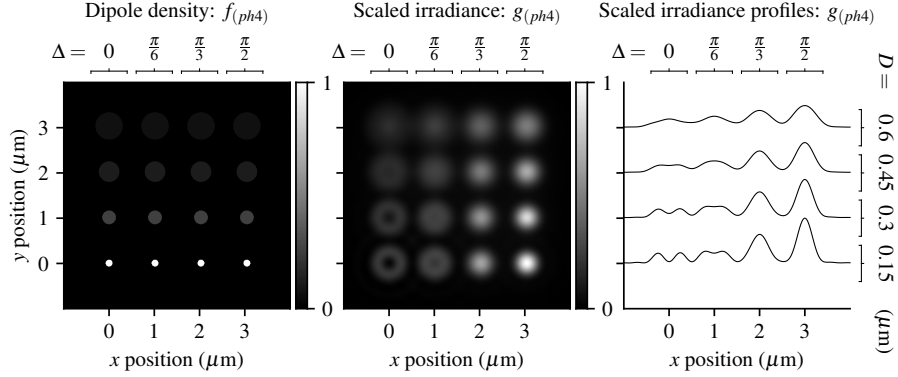 Dipole density: f(ph4)
Δ = 0 π/6 π/3 π/2
3
2
1
0
y position (μm)
0 1 2 3
x position (μm)
1
0
Scaled irradiance: g(ph4)
Δ = 0 π/6 π/3 π/2
0 1 2 3
x position (μm)
1
0
Scaled irradiance profiles: g(ph4)
Δ = 0 π/6 π/3 π/2
0 1 2 3
x position (μm)
D =
0.6
0.45
0.3
0.15
(μm)